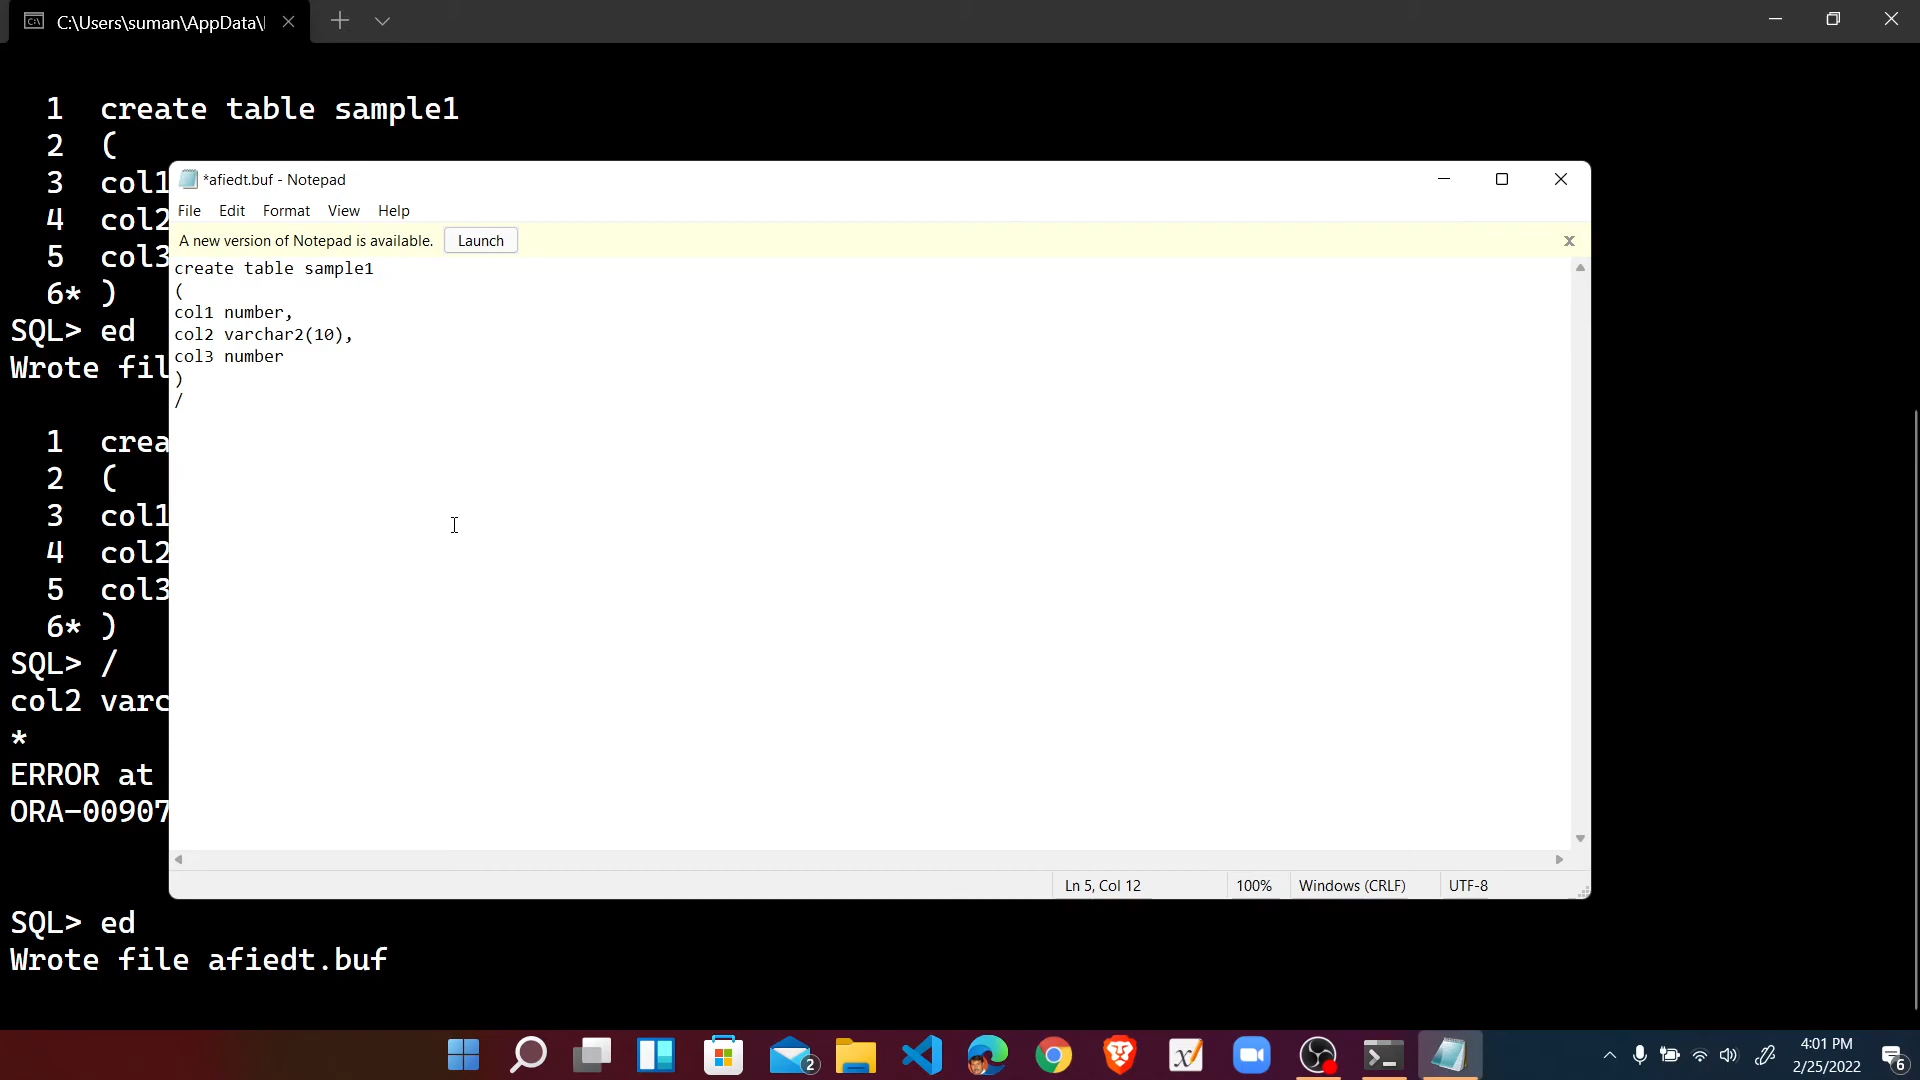 C:\Users\suman\AppData\
1 create table sample1
2 (
3 col1
4 col2
5 col3
6* )
SQL> ed
Wrote fil
1 crea
2 (
3 col1
4 col2
5 col3
6* )
SQL> /
col2 varc
*
ERROR at
ORA-00907
SQL> ed
Wrote file afiedt.buf
*afiedt.buf - Notepad
File Edit Format View Help
A new version of Notepad is available. Launch x
create table sample1
(
col1 number,
col2 varchar2(10),
col3 number
)
/
Ln 5, Col 12 100% Windows (CRLF) UTF-8
2
4:01 PM
2/25/2022
6